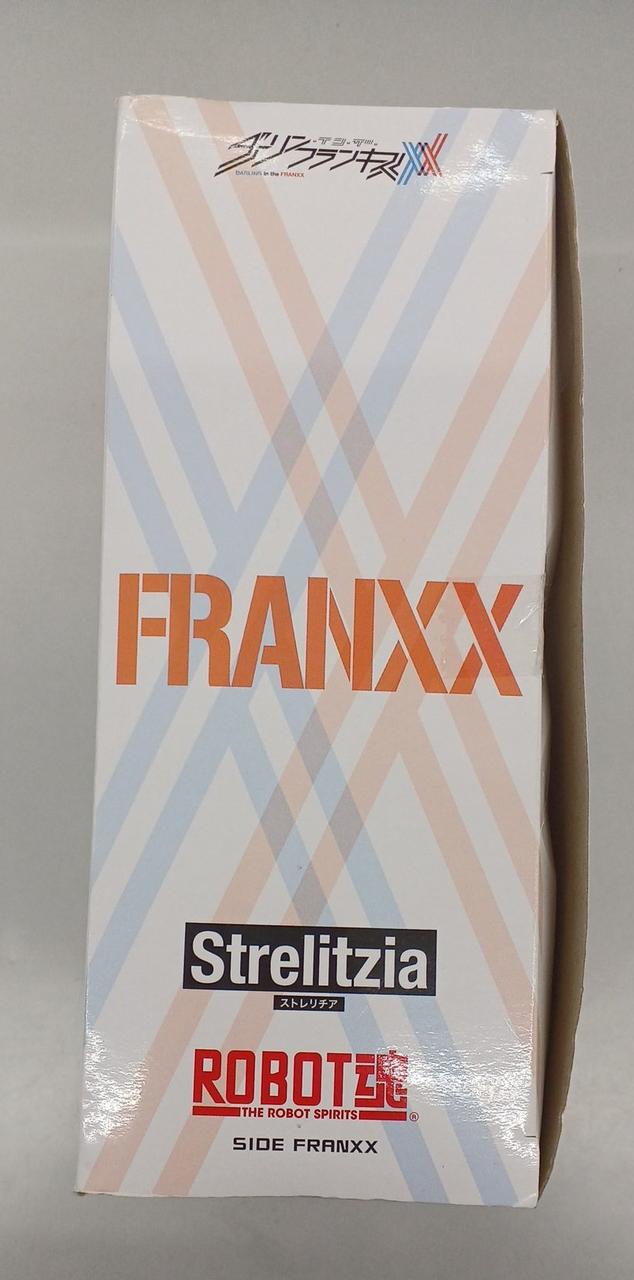 ダーリン・イン・ザ・フランキス
DARLING in the FRANXX
FRANXX
Strelitzia
ストレリチア
ROBOT魂
THE ROBOT SPIRITS
®
SIDE FRANXX